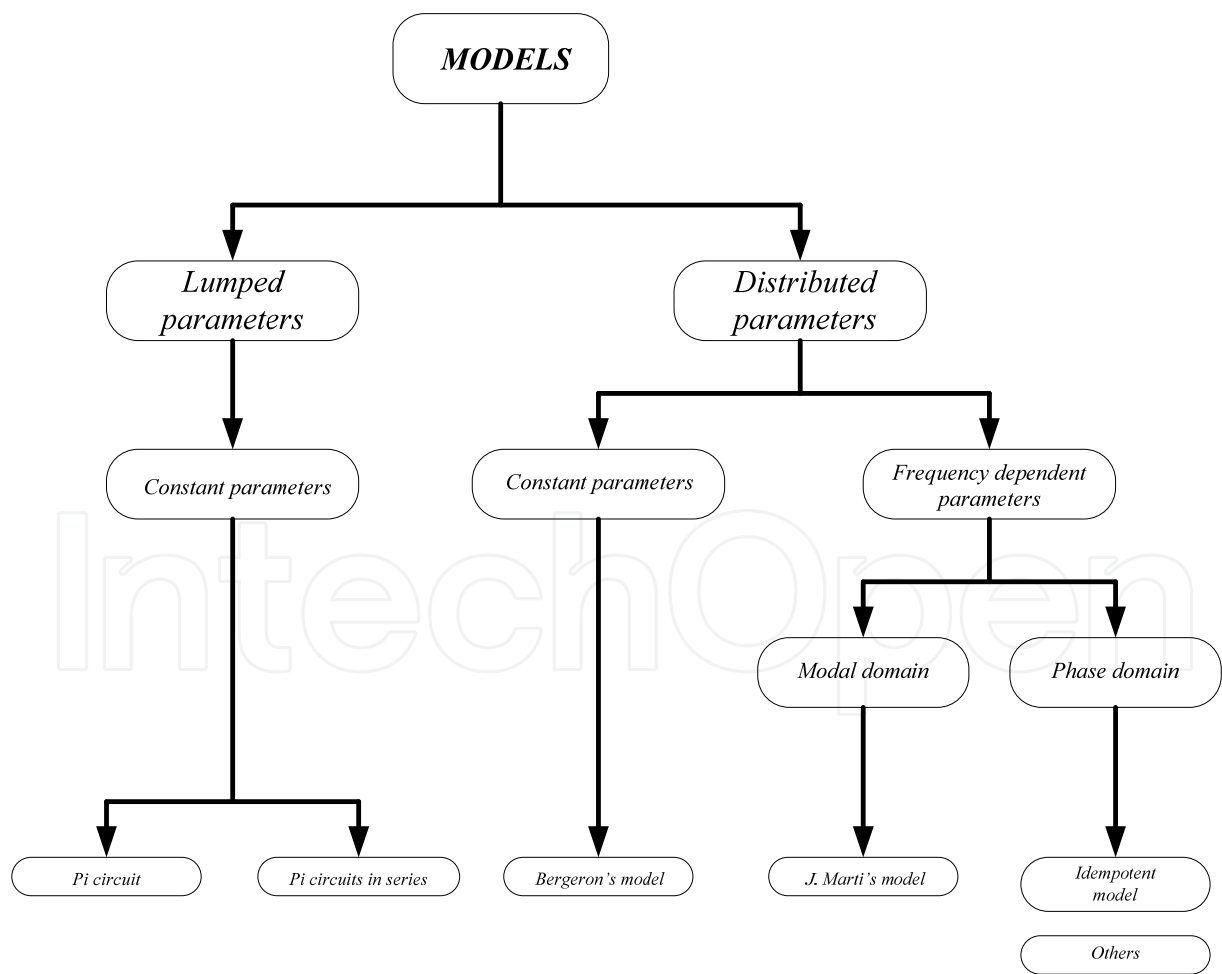 MODELS
Lumped
parameters
Distributed
parameters
Constant parameters
Constant parameters
Frequency dependent
parameters
IntechOpen
Modal domain
Phase domain
Pi circuit
Pi circuits in series
Bergeron's model
J. Marti's model
Idempotent
model
Others